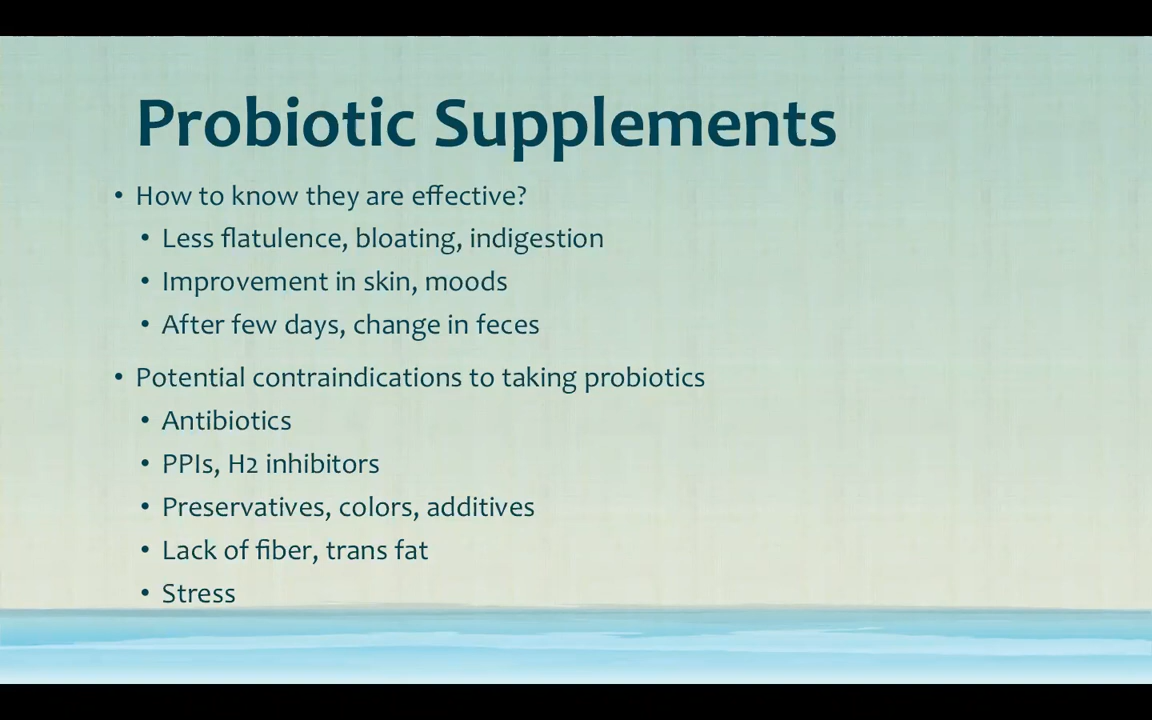 Probiotic Supplements
• How to know they are effective?
• Less flatulence, bloating, indigestion
• Improvement in skin, moods
• After few days, change in feces
• Potential contraindications to taking probiotics
• Antibiotics
• PPIs, H2 inhibitors
• Preservatives, colors, additives
• Lack of fiber, trans fat
• Stress